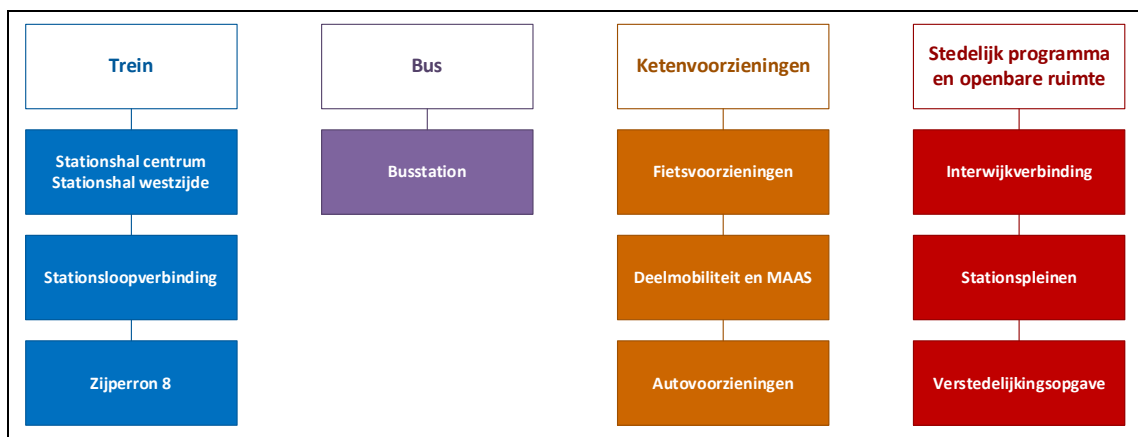 Trein
Stationshal centrum
Stationshal westzijde
Stationsloopverbinding
Zijperron 8
Bus
Busstation
Ketenvoorzieningen
Fietsvoorzieningen
Deelmobiliteit en MAAS
Autovoorzieningen
Stedelijk programma
en openbare ruimte
Interwijkverbinding
Stationspleinen
Verstedelijkingsopgave